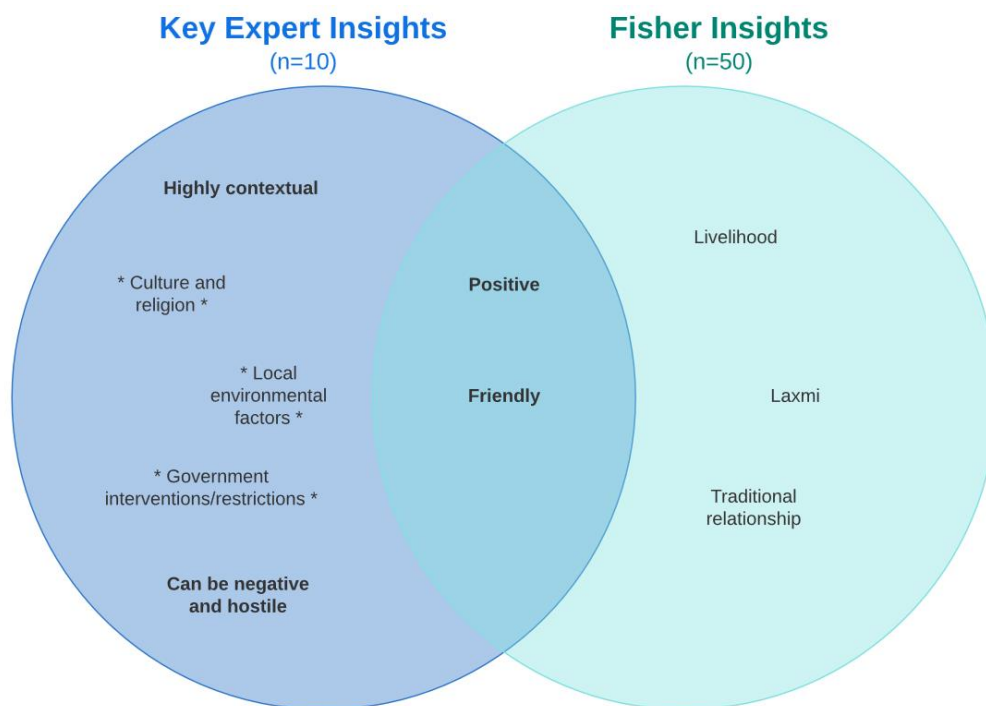 Key Expert Insights
(n=10)
Fisher Insights
(n=50)
Highly contextual
* Culture and
religion *
* Local
environmental
factors *
* Government
interventions/restrictions *
Can be negative
and hostile
Positive
Friendly
Livelihood
Laxmi
Traditional
relationship